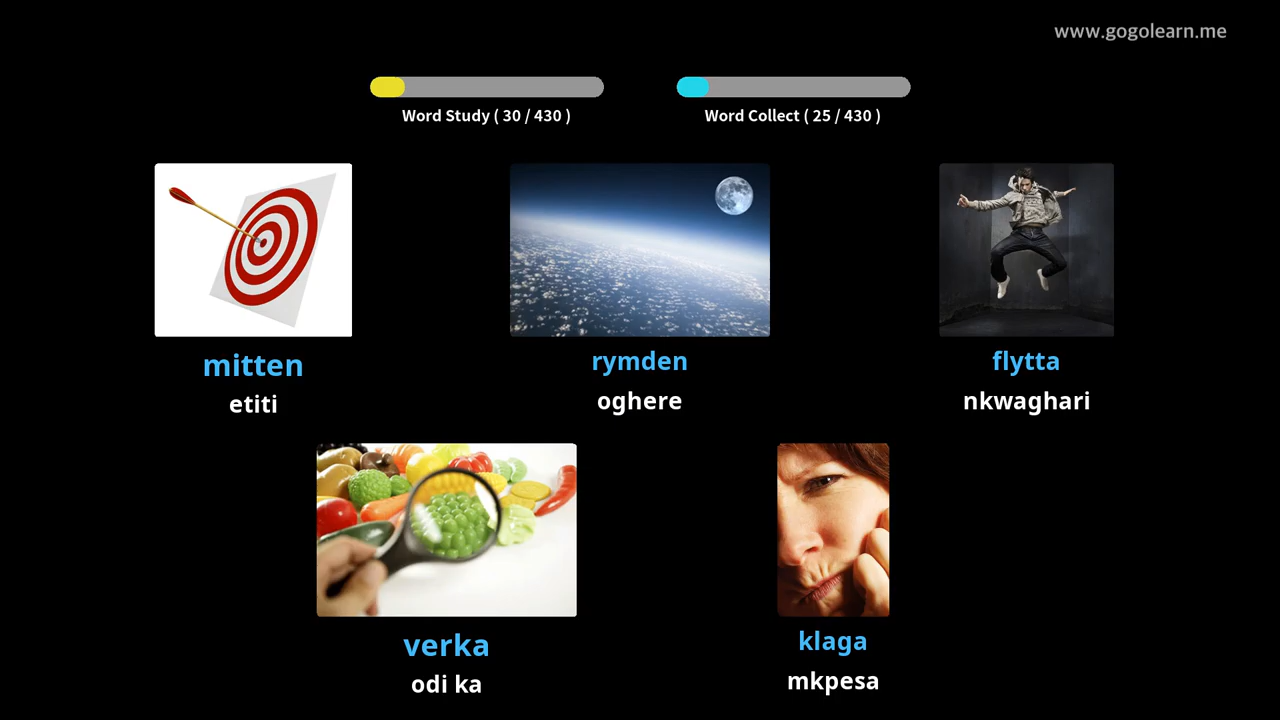 www.gogolearn.me
Word Study ( 30 / 430 )
Word Collect ( 25 / 430 )
mitten
etiti
rymden
oghere
flytta
nkwaghari
verka
odi ka
klaga
mkpesa